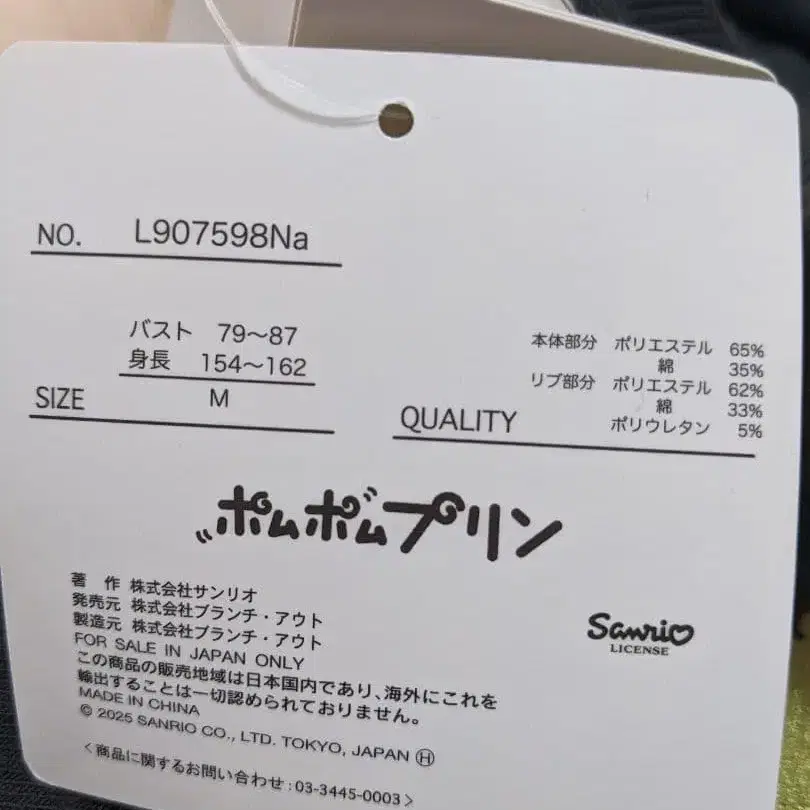 NO. L907598Na
バスト 79～87
身長 154～162
SIZE M
本体部分 ポリエステル 65%
綿 35%
リブ部分 ポリエステル 62%
綿 33%
ポリウレタン 5%
QUALITY
ポムポムプリン
著 作 株式会社サンリオ
発売元 株式会社ブランチ・アウト
製造元 株式会社ブランチ・アウト
FOR SALE IN JAPAN ONLY
この商品の販売地域は日本国内であり、海外にこれを
輸出することは一切認められておりません。
MADE IN CHINA
© 2025 SANRIO CO., LTD. TOKYO, JAPAN Ⓗ
<商品に関するお問い合わせ:03-3445-0003>
Sanrio
LICENSE